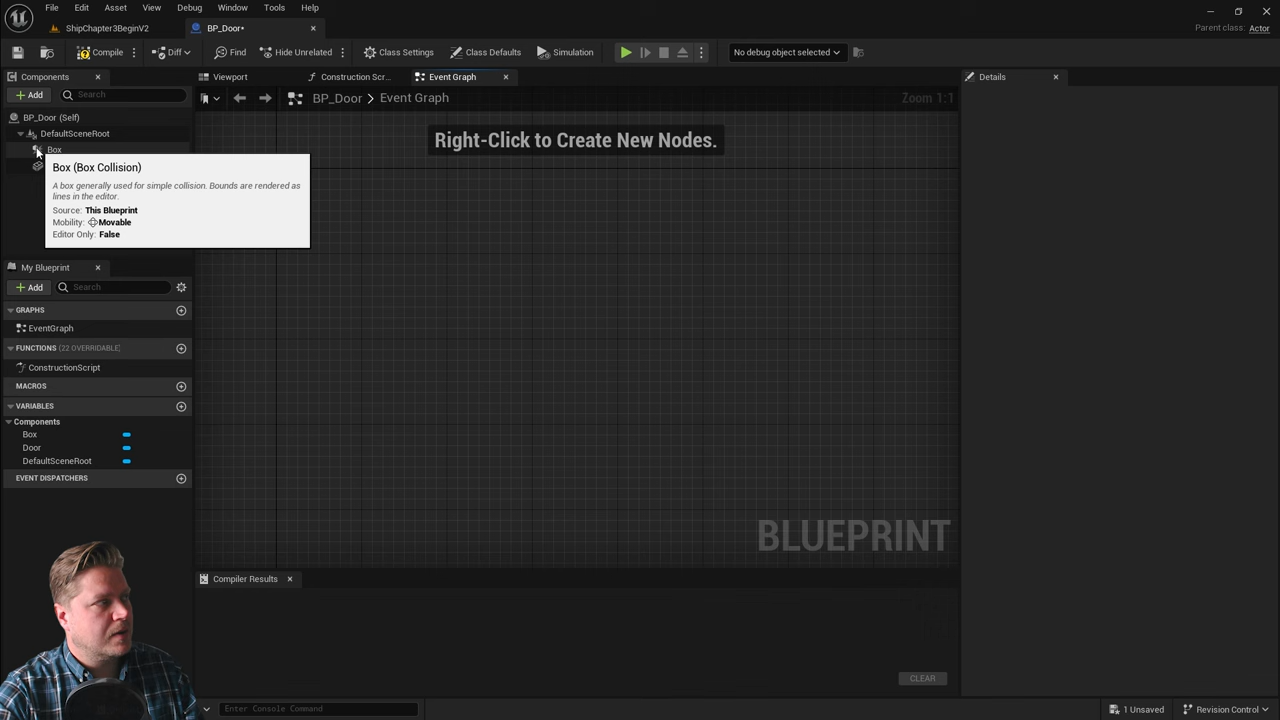 File
Edit
Asset
View
Debug
Window
Tools
Help
ShipChapter3BeginV2
BP_Door•
Parent class: Actor
Compile
Diff
Find
Hide Unrelated
Class Settings
Class Defaults
Simulation
No debug object selected
Components
Viewport
Construction Scr...
Event Graph
Details
Add
Search
BP_Door > Event Graph
Zoom 1:1
BP_Door (Self)
DefaultSceneRoot
Box
Right-Click to Create New Nodes.
Box (Box Collision)
A box generally used for simple collision. Bounds are rendered as
lines in the editor.
Source: This Blueprint
Mobility: Movable
Editor Only: False
My Blueprint
Add
Search
GRAPHS
EventGraph
FUNCTIONS (22 OVERRIDABLE)
ConstructionScript
MACROS
VARIABLES
Components
Box
Door
DefaultSceneRoot
EVENT DISPATCHERS
BLUEPRINT
Compiler Results
CLEAR
Enter Console Command
1 Unsaved
Revision Control